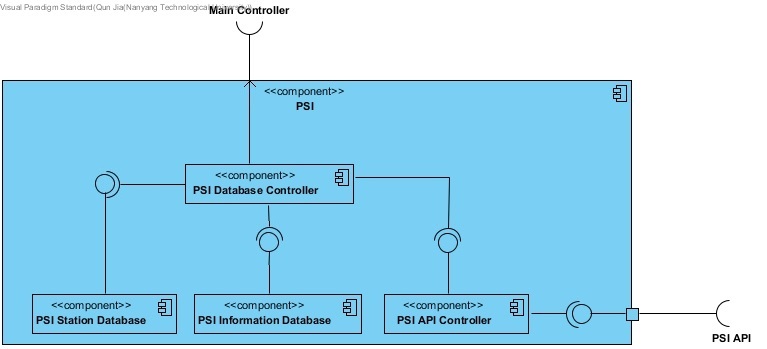 Visual Paradigm Standard(Qun Jia(Nanyang Technological
Main Controller
<<component>>
PSI
<<component>>
PSI Database Controller
<<component>>
PSI Station Database
<<component>>
PSI Information Database
<<component>>
PSI API Controller
PSI API